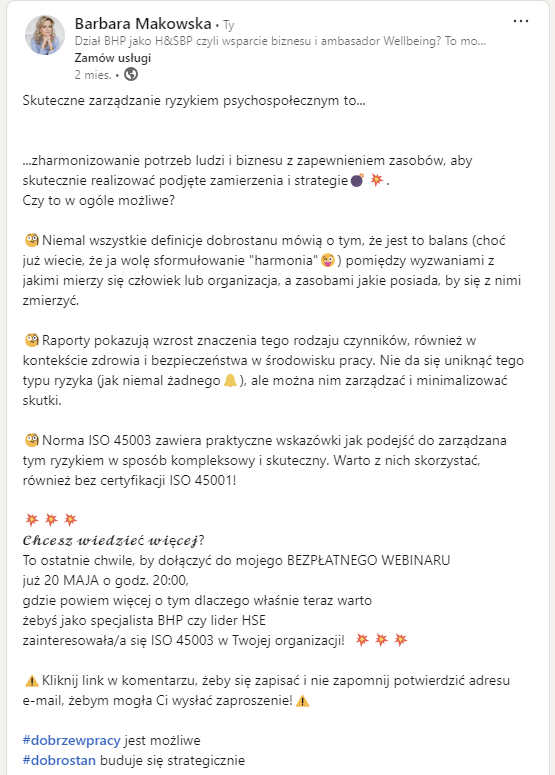 Barbara Makowska • Ty
Dział BHP jako H&SBP czyli wsparcie biznesu i ambasador Wellbeing? To mo...
Zamów usługi
2 mies. •
Skuteczne zarządzanie ryzykiem psychospołecznym to...
...zharmonizowanie potrzeb ludzi i biznesu z zapewnieniem zasobów, aby
skutecznie realizować podjęte zamierzenia i strategie💣 💥.
Czy to w ogóle możliwe?
🧐Niemal wszystkie definicje dobrostanu mówią o tym, że jest to balans (choć
już wiecie, że ja wolę sformułowanie "harmonia"😜) pomiędzy wyzwaniami z
jakimi mierzy się człowiek lub organizacja, a zasobami jakie posiada, by się z nimi
zmierzyć.
🧐Raporty pokazują wzrost znaczenia tego rodzaju czynników, również w
kontekście zdrowia i bezpieczeństwa w środowisku pracy. Nie da się uniknąć tego
typu ryzyka (jak niemal żadnego🔔), ale można nim zarządzać i minimalizować
skutki.
🧐Norma ISO 45003 zawiera praktyczne wskazówki jak podejść do zarządzana
tym ryzykiem w sposób kompleksowy i skuteczny. Warto z nich skorzystać,
również bez certyfikacji ISO 45001!
💥 💥 💥
𝓒𝓱𝓬𝓮𝓼𝔃 𝔀𝓲𝓮𝓭𝔃𝓲𝓮ć 𝔀𝓲ę𝓬𝓮𝓳?
To ostatnie chwile, by dołączyć do mojego BEZPŁATNEGO WEBINARU
już 20 MAJA o godz. 20:00,
gdzie powiem więcej o tym dlaczego właśnie teraz warto
żebyś jako specjalista BHP czy lider HSE
zainteresowała/a się ISO 45003 w Twojej organizacji! 💥 💥 💥
⚠️Kliknij link w komentarzu, żeby się zapisać i nie zapomnij potwierdzić adresu
e-mail, żebym mogła Ci wysłać zaproszenie!⚠️
#dobrzewpracy jest możliwe
#dobrostan buduje się strategicznie